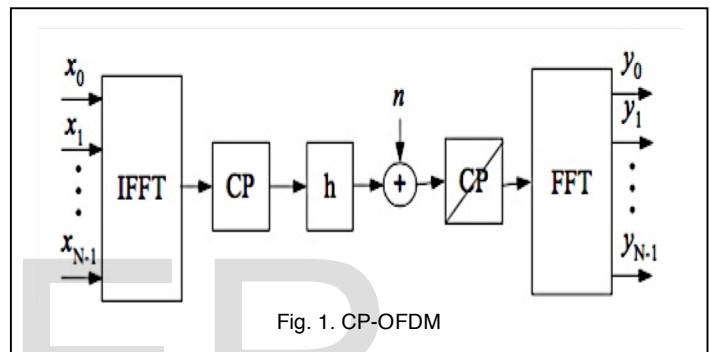 x0
x1
xN-1
IFFT
CP
h
n
+
CP
FFT
y0
y1
yN-1
Fig. 1. CP-OFDM